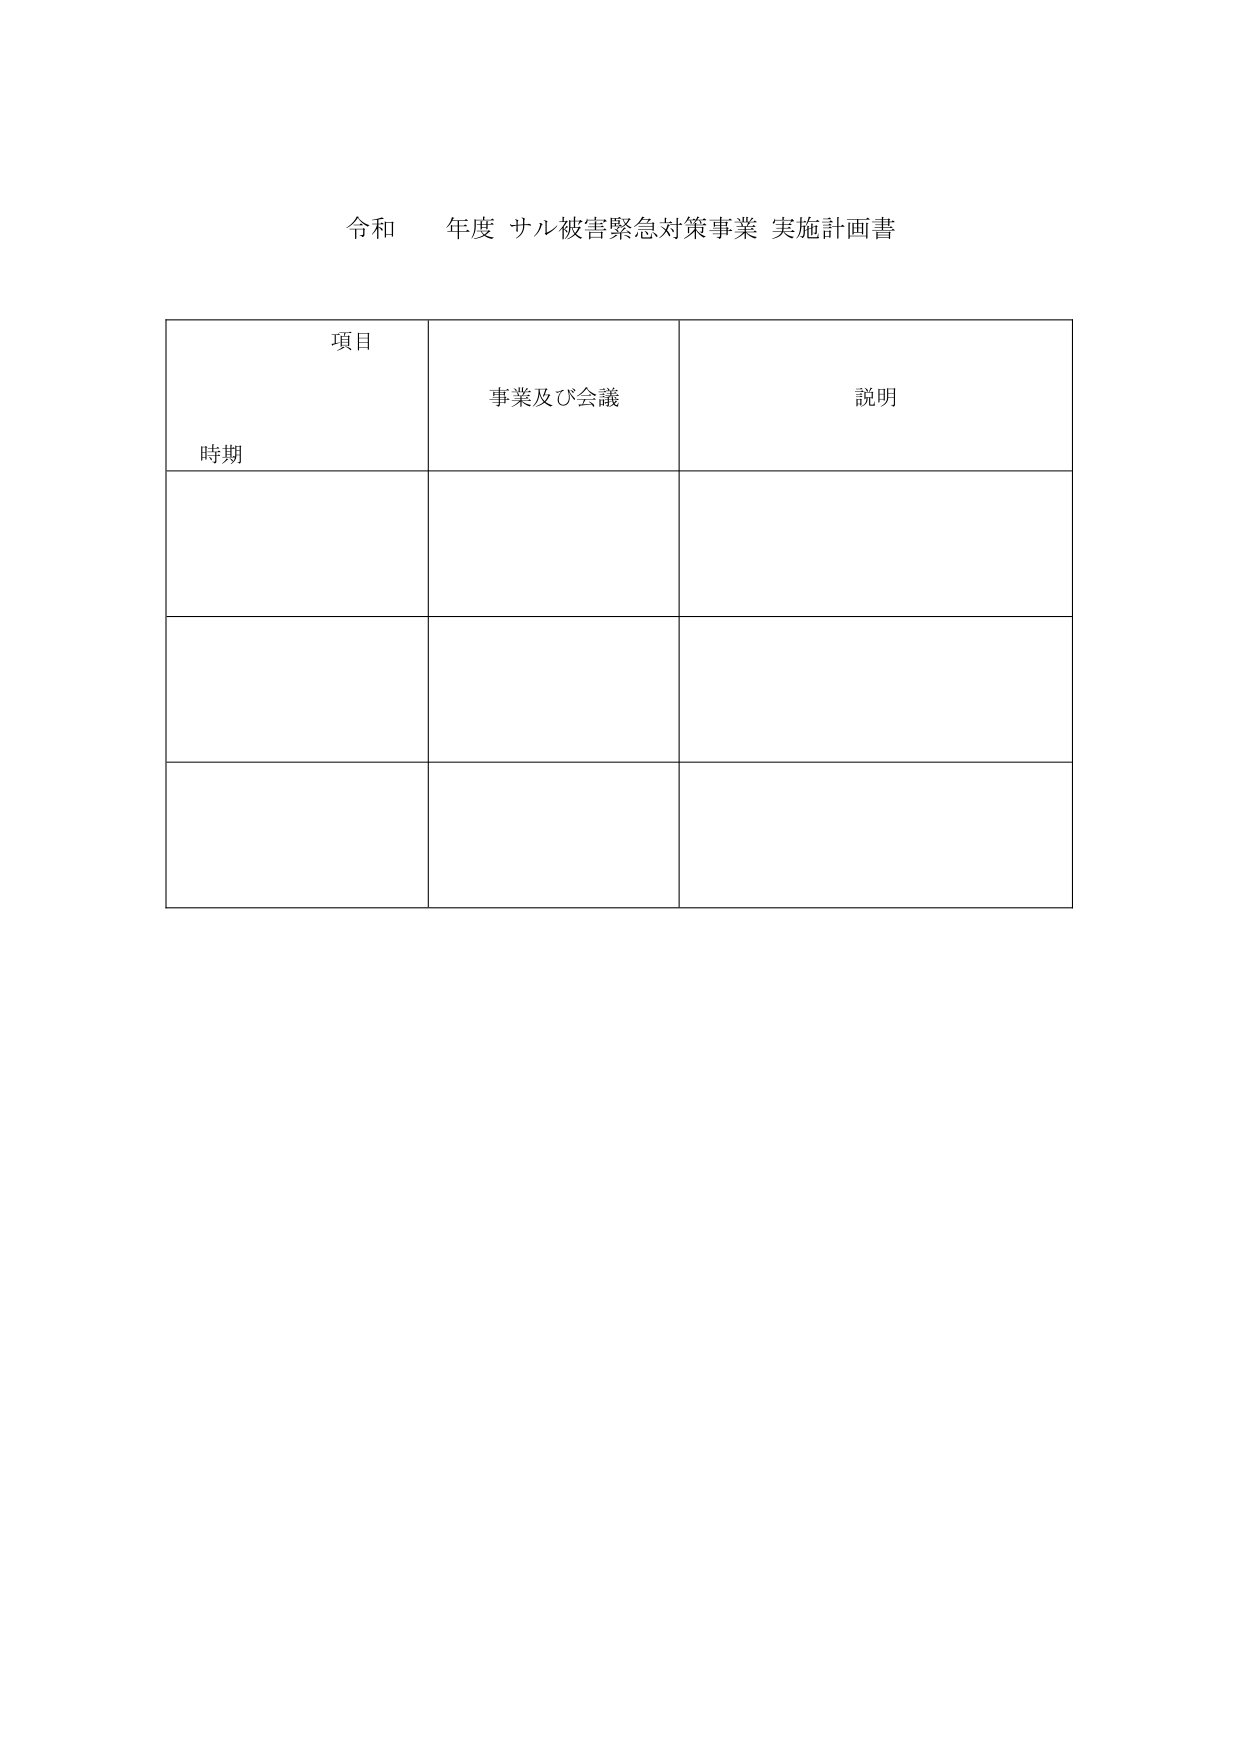 令和　　年度 サル被害緊急対策事業 実施計画書
項目
事業及び会議
説明
時期